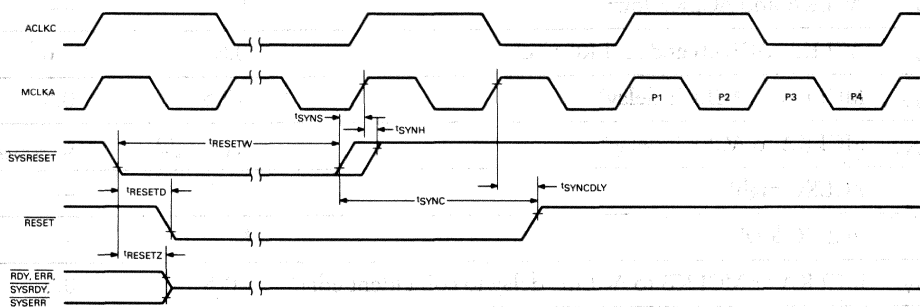 ACLKC
MCLKA
P1 P2 P3 P4
tSYNS
tSYNH
tRESETW
SYSRESET
tRESETD
tSYNC
tSYNCDLY
RESET
tRESETZ
RDY, ERR,
SYSRDY,
SYSERR